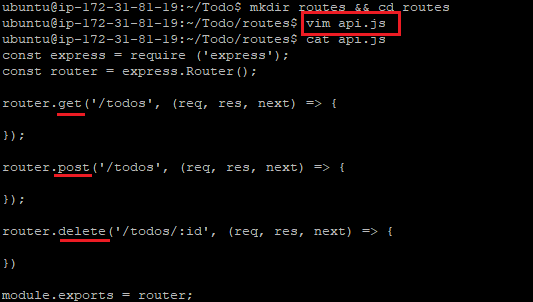 ubuntu@ip-172-31-81-19:~/Todo$ mkdir routes && cd routes
ubuntu@ip-172-31-81-19:~/Todo/routes$ vim api.js
ubuntu@ip-172-31-81-19:~/Todo/routes$ cat api.js
const express = require ('express');
const router = express.Router();
router.get('/todos', (req, res, next) => {
});
router.post('/todos', (req, res, next) => {
});
router.delete('/todos/:id', (req, res, next) => {
})
module.exports = router;